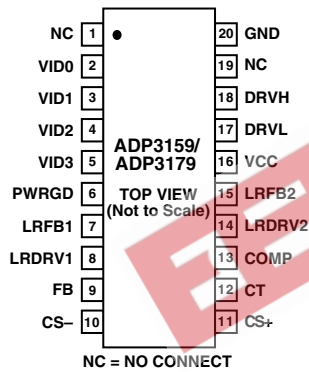 NC 1 20 GND
VID0 2 19 NC
VID1 3 18 DRVH
VID2 4 17 DRVL
VID3 5 16 VCC
PWRGD 6 15 LRFB2
LRFB1 7 14 LRDRV2
LRDRV1 8 13 COMP
FB 9 12 CT
CS– 10 11 CS+
ADP3159/
ADP3179
TOP VIEW
(Not to Scale)
NC = NO CONNECT
EE